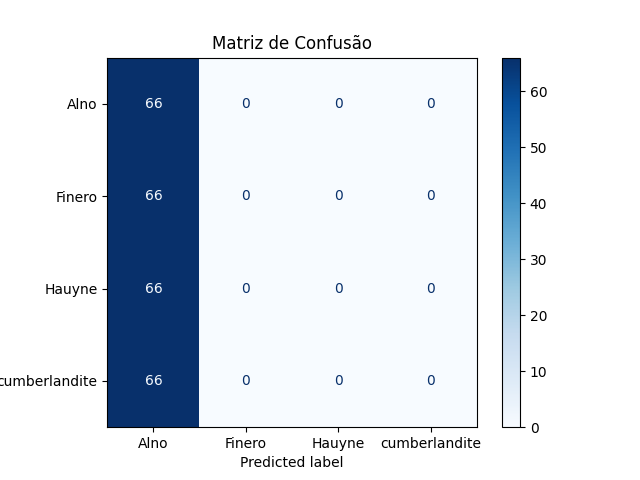 Matriz de Confusão
Alno 66 0 0 0
Finero 66 0 0 0
Hauyne 66 0 0 0
cumberlandite 66 0 0 0
Alno Finero Hauyne cumberlandite
Predicted label
60
50
40
30
20
10
0